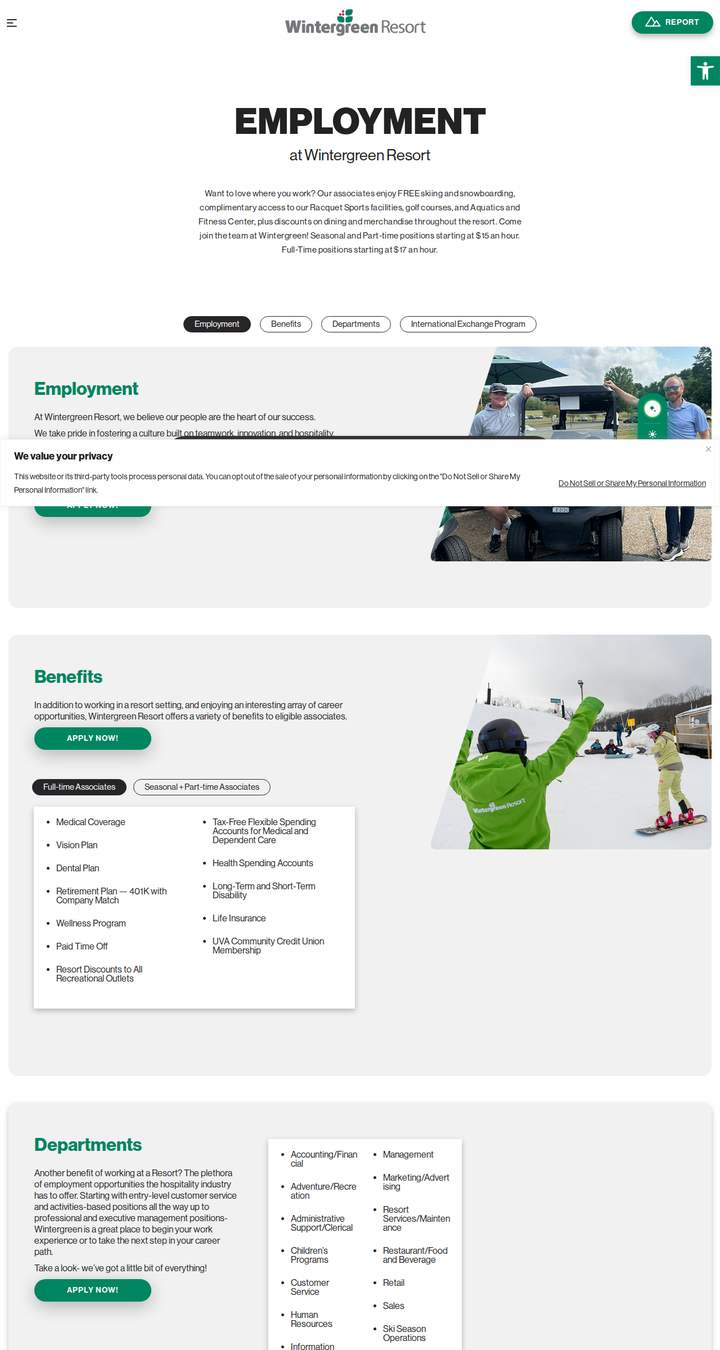 Wintergreen Resort
REPORT
EMPLOYMENT
at Wintergreen Resort
Want to love where you work? Our associates enjoy FREE skiing and snowboarding,
complimentary access to our Racquet Sports facilities, golf courses, and Aquatics and
Fitness Center, plus discounts on dining and merchandise throughout the resort. Come
join the team at Wintergreen! Seasonal and Part-time positions starting at $15 an hour.
Full-Time positions starting at $17 an hour.
Employment
Benefits
Departments
International Exchange Program
Employment
At Wintergreen Resort, we believe our people are the heart of our success.
We take pride in fostering a culture built on teamwork, innovation, and hospitality
We value your privacy
This website or its third-party tools process personal data. You can opt out of the sale of your personal information by clicking on the "Do Not Sell or Share My
Personal Information" link.
Do Not Sell or Share My Personal Information
APPLY NOW!
Benefits
In addition to working in a resort setting, and enjoying an interesting array of career
opportunities, Wintergreen Resort offers a variety of benefits to eligible associates.
APPLY NOW!
Wintergreen Resort
Full-time Associates
Seasonal + Part-time Associates
• Medical Coverage
• Vision Plan
• Dental Plan
• Retirement Plan — 401K with
Company Match
• Wellness Program
• Paid Time Off
• Resort Discounts to All
Recreational Outlets
• Tax-Free Flexible Spending
Accounts for Medical and
Dependent Care
• Health Spending Accounts
• Long-Term and Short-Term
Disability
• Life Insurance
• UVA Community Credit Union
Membership
Departments
Another benefit of working at a Resort? The plethora
of employment opportunities the hospitality industry
has to offer. Starting with entry-level customer service
and activities-based positions all the way up to
professional and executive management positions-
Wintergreen is a great place to begin your work
experience or to take the next step in your career
path.
Take a look- we've got a little bit of everything!
APPLY NOW!
• Accounting/Finan
cial
• Adventure/Recre
ation
• Administrative
Support/Clerical
• Children's
Programs
• Customer
Service
• Human
Resources
• Information
• Management
• Marketing/Advert
ising
• Resort
Services/Mainten
ance
• Restaurant/Food
and Beverage
• Retail
• Sales
• Ski Season
Operations